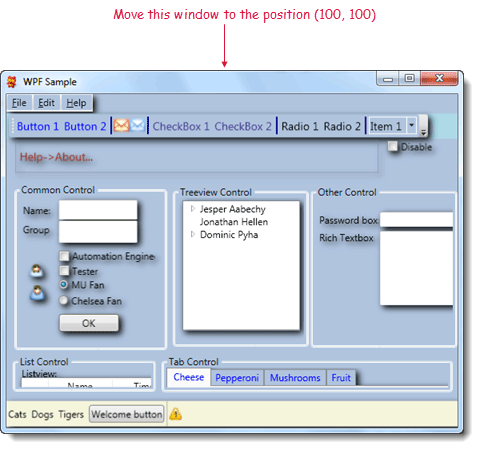 Move this window to the position (100, 100)
WPF Sample
File Edit Help
Button 1 Button 2 CheckBox 1 CheckBox 2 Radio 1 Radio 2 Item 1
Help->About...
Disable
Common Control
Name:
Group
Automation Engine
Tester
MU Fan
Chelsea Fan
OK
Treeview Control
Jesper Aabechy
Jonathan Hellen
Dominic Pyha
Other Control
Password box
Rich Textbox
List Control
Listview:
Name
Tab Control
Cheese Pepperoni Mushrooms Fruit
Cats Dogs Tigers Welcome button